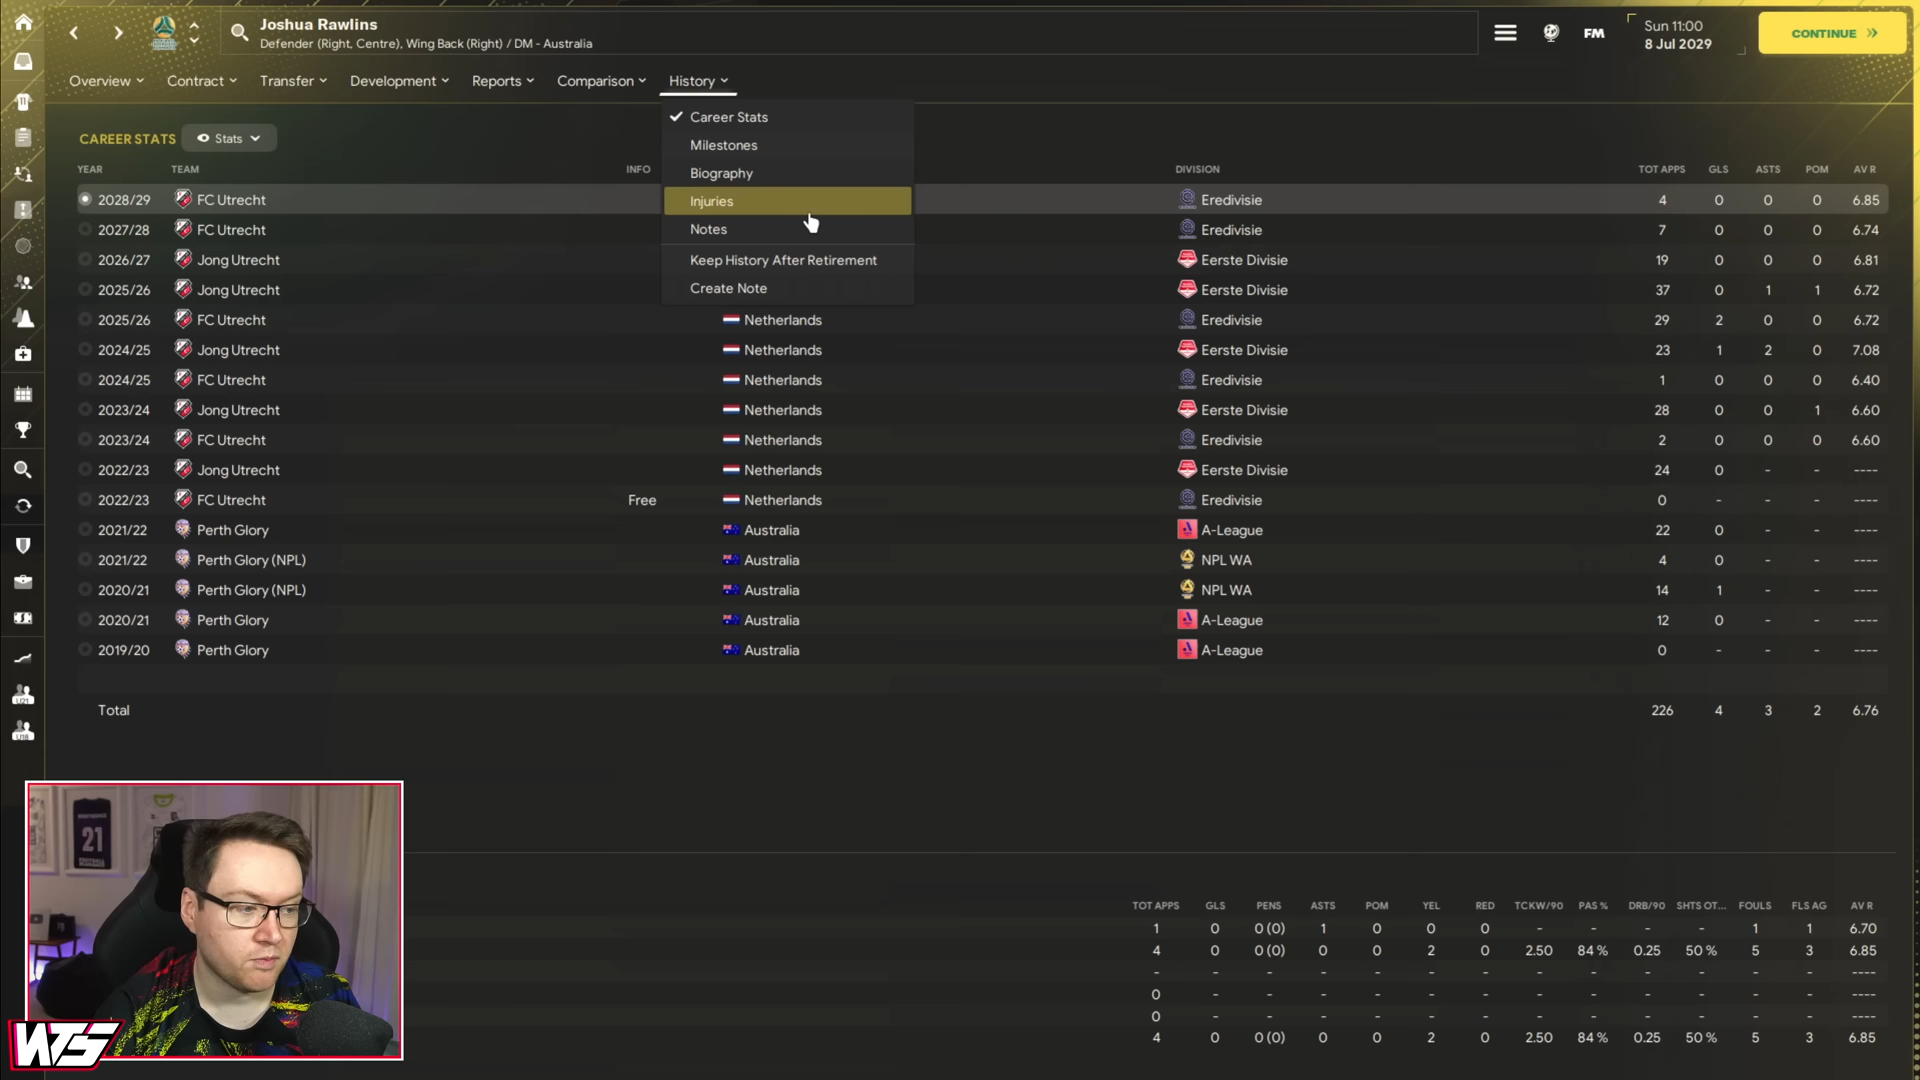 Joshua Rawlins
Defender (Right, Centre), Wing Back (Right) / DM - Australia
FM
Sun 11:00
8 Jul 2029
CONTINUE
Overview Contract Transfer Development Reports Comparison History
Career Stats
Milestones
Biography
Injuries
Notes
Keep History After Retirement
Create Note
CAREER STATS Stats
YEAR TEAM INFO DIVISION TOT APPS GLS ASTS POM AV R
2028/29 FC Utrecht Eredivisie 4 0 0 0 6.85
2027/28 FC Utrecht Eredivisie 7 0 0 0 6.74
2026/27 Jong Utrecht Eerste Divisie 19 0 0 0 6.81
2025/26 Jong Utrecht Eerste Divisie 37 0 1 1 6.72
2025/26 FC Utrecht Netherlands Eredivisie 29 2 0 0 6.72
2024/25 Jong Utrecht Netherlands Eerste Divisie 23 1 2 0 7.08
2024/25 FC Utrecht Netherlands Eredivisie 1 0 0 0 6.40
2023/24 Jong Utrecht Netherlands Eerste Divisie 28 0 0 1 6.60
2023/24 FC Utrecht Netherlands Eredivisie 2 0 0 0 6.60
2022/23 Jong Utrecht Netherlands Eerste Divisie 24 0 - - ----
2022/23 FC Utrecht Free Netherlands Eredivisie 0 - - - ----
2021/22 Perth Glory Australia A-League 22 0 - - ----
2021/22 Perth Glory (NPL) Australia NPL WA 4 0 - - ----
2020/21 Perth Glory (NPL) Australia NPL WA 14 1 - - ----
2020/21 Perth Glory Australia A-League 12 0 - - ----
2019/20 Perth Glory Australia A-League 0 - - - ----
Total 226 4 3 2 6.76
TOT APPS GLS PENS ASTS POM YEL RED TCKW/90 PAS % DRB/90 SHTS OT... FOULS FLS AG AV R
1 0 0 (0) 1 0 0 0 - - - - 1 1 6.70
4 0 0 (0) 0 0 2 0 2.50 84 % 0.25 50 % 5 3 6.85
- - - - - - - - - - - - - ----
0 - - - - - - - - - - - - ----
0 - - - - - - - - - - - - ----
4 0 0 (0) 0 0 2 0 2.50 84 % 0.25 50 % 5 3 6.85
U21
U18
21
WTS